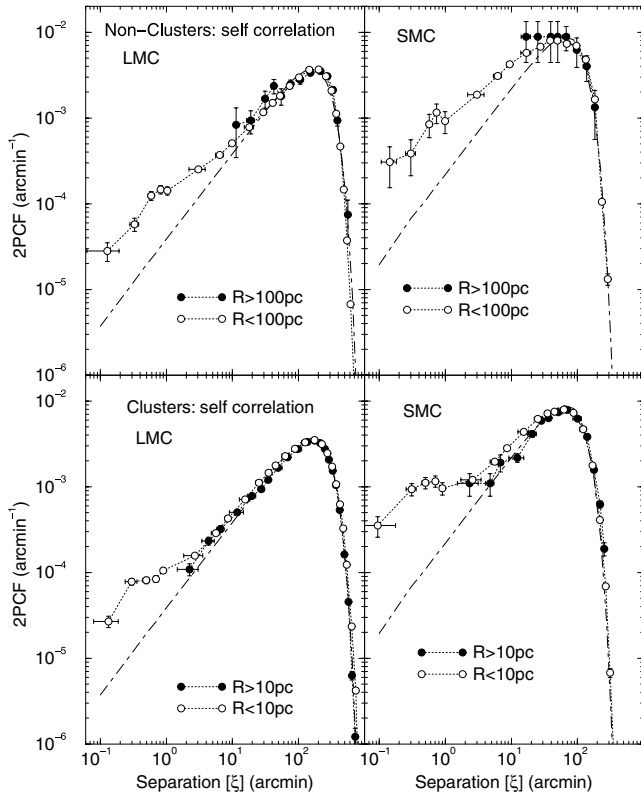 Non-Clusters: self correlation
LMC
SMC
2PCF (arcmin⁻¹)
10⁻²
10⁻³
10⁻⁴
10⁻⁵
10⁻⁶
R>100pc
R<100pc
R>100pc
R<100pc
Clusters: self correlation
LMC
SMC
2PCF (arcmin⁻¹)
10⁻²
10⁻³
10⁻⁴
10⁻⁵
10⁻⁶
R>10pc
R<10pc
R>10pc
R<10pc
10⁻¹ 10⁰ 10¹ 10² 10⁻¹ 10⁰ 10¹ 10²
Separation [ξ] (arcmin) Separation [ξ] (arcmin)